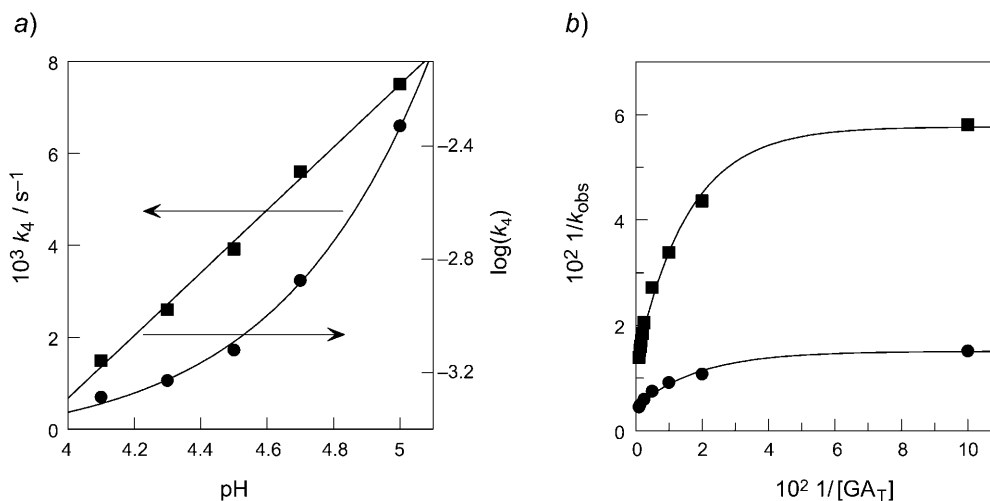 a)
10³ k₄ / s⁻¹
8
6
4
2
0
4 4.2 4.4 4.6 4.8 5
pH
−2.4
−2.8
−3.2
log(k₄)
b)
10² 1/k_obs
6
4
2
0
0 2 4 6 8 10
10² 1/[GA_T]